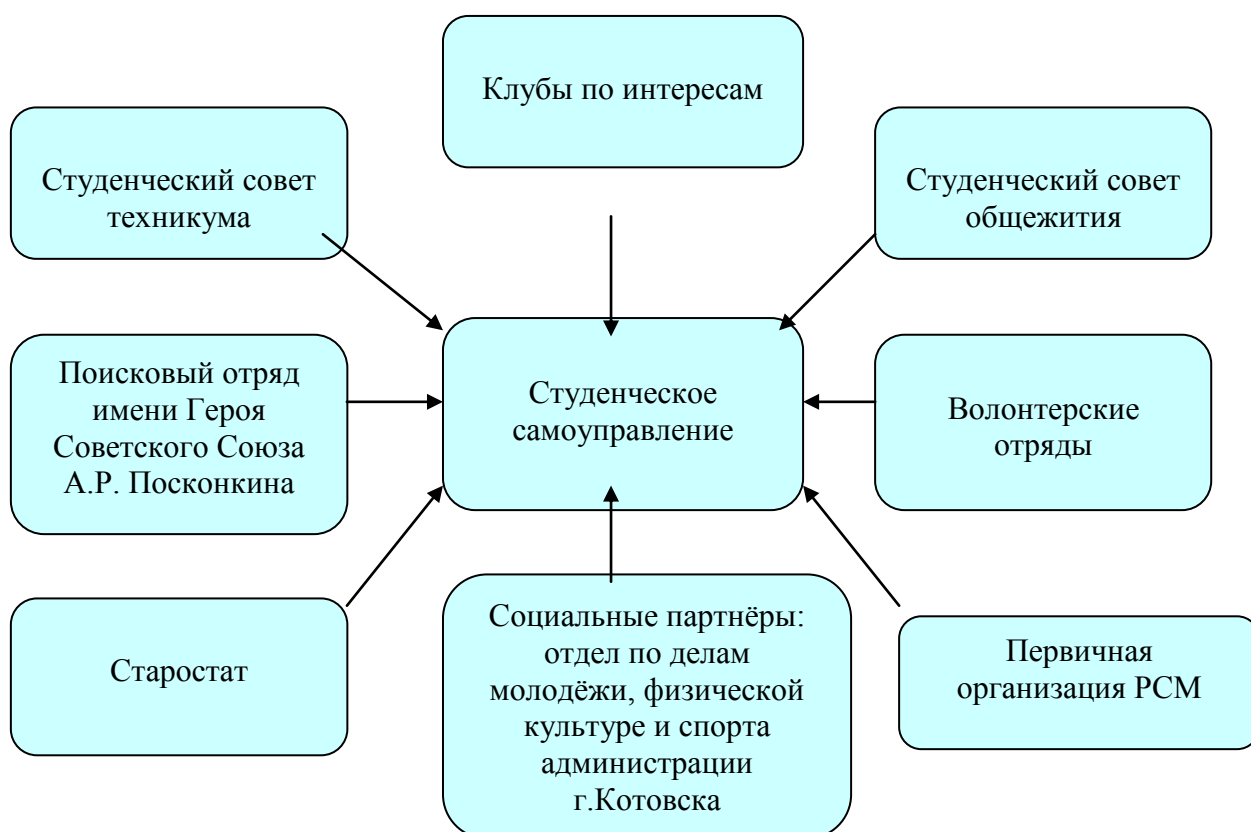 Клубы по интересам
Студенческий совет
техникума
Студенческий совет
общежития
Поисковый отряд
имени Героя
Советского Союза
А.Р. Посконкина
Студенческое
самоуправление
Волонтерские
отряды
Старостат
Социальные партнёры:
отдел по делам
молодёжи, физической
культуре и спорта
администрации
г.Котовска
Первичная
организация РСМ